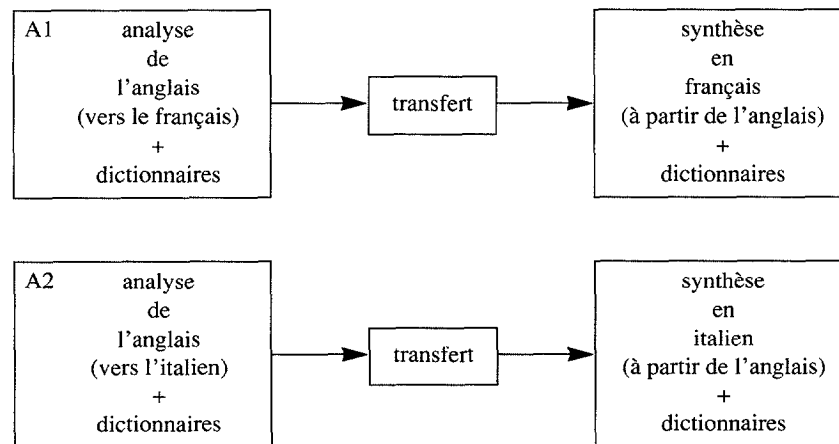 A1
analyse
de
l'anglais
(vers le français)
+
dictionnaires
transfert
synthèse
en
français
(à partir de l'anglais)
+
dictionnaires
A2
analyse
de
l'anglais
(vers l'italien)
+
dictionnaires
transfert
synthèse
en
italien
(à partir de l'anglais)
+
dictionnaires